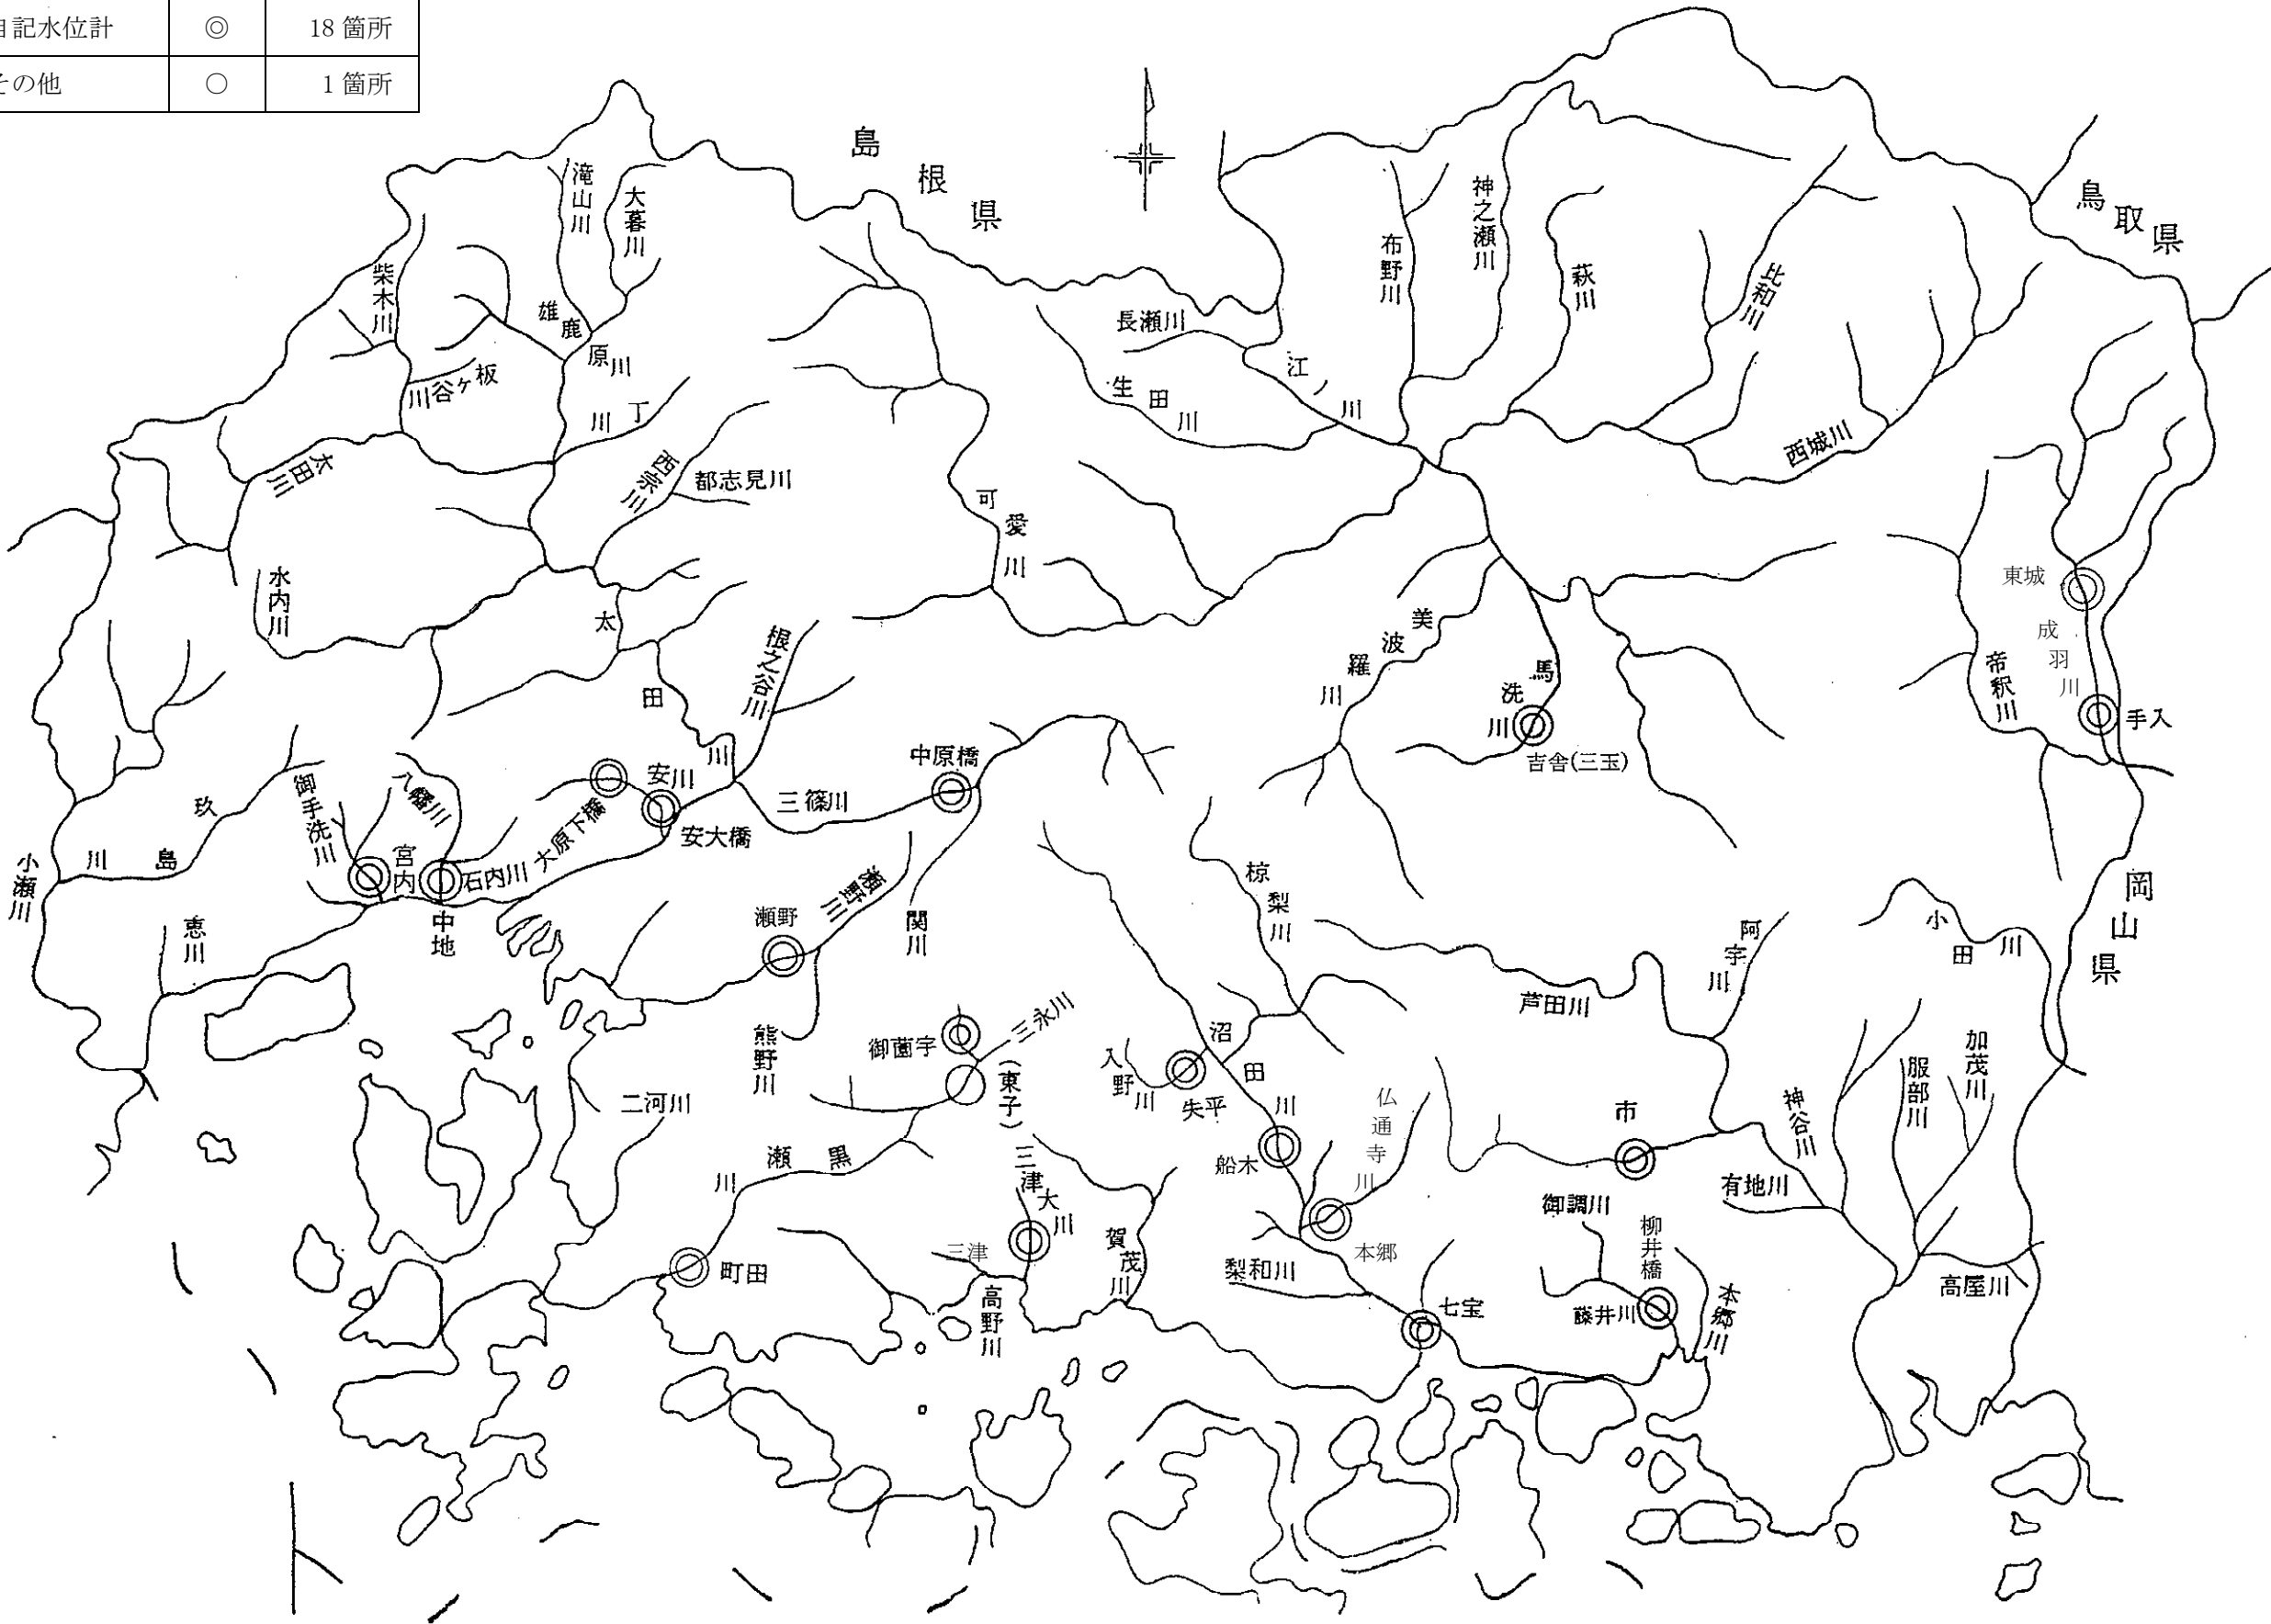 自記水位計 ◎ 18 箇所
その他 ○ 1 箇所
島根県
鳥取県
岡山県
滝山川
大暮川
柴木川
雄鹿原川
板ヶ谷川
丁川
西宗川
都志見川
太田川
水内川
太田川
根之谷川
可愛川
長瀬川
生田川
江ノ川
布野川
神之瀬川
萩川
比和川
西城川
東城
成羽川
帝釈川
手入
美波羅川
馬洗川
吉舎(三玉)
中原橋
三篠川
安川
安大橋
大原下橋
八幡川
御手洗川
宮内
石内川
中地
玖島川
小瀬川
恵川
瀬野
瀬野川
関川
熊野川
御薗宇
三永川
(東子)
二河川
黒瀬川
町田
三津大川
三津
高野川
賀茂川
椋梨川
沼田川
入野川
失平
船木
仏通寺川
本郷
梨和川
七宝
芦田川
阿字川
小田川
市
神谷川
服部川
加茂川
有地川
御調川
柳井橋
藤井川
本郷川
高屋川